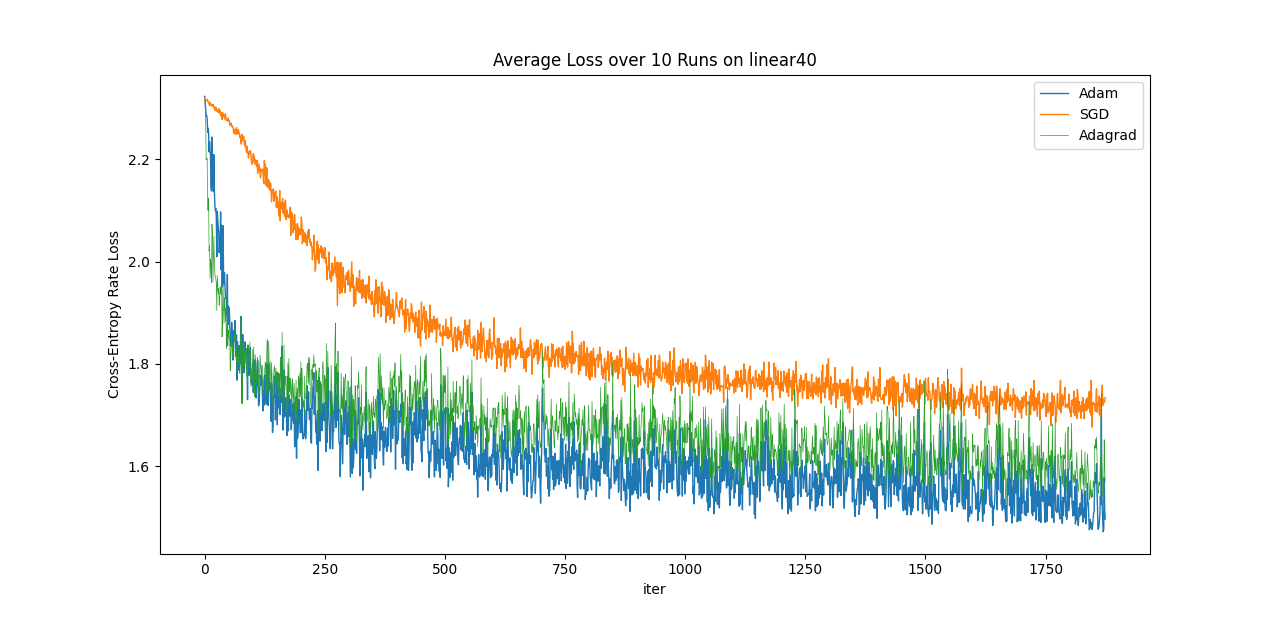 Average Loss over 10 Runs on linear40
Adam
SGD
Adagrad
Cross-Entropy Rate Loss
2.2
2.0
1.8
1.6
0 250 500 750 1000 1250 1500 1750
iter